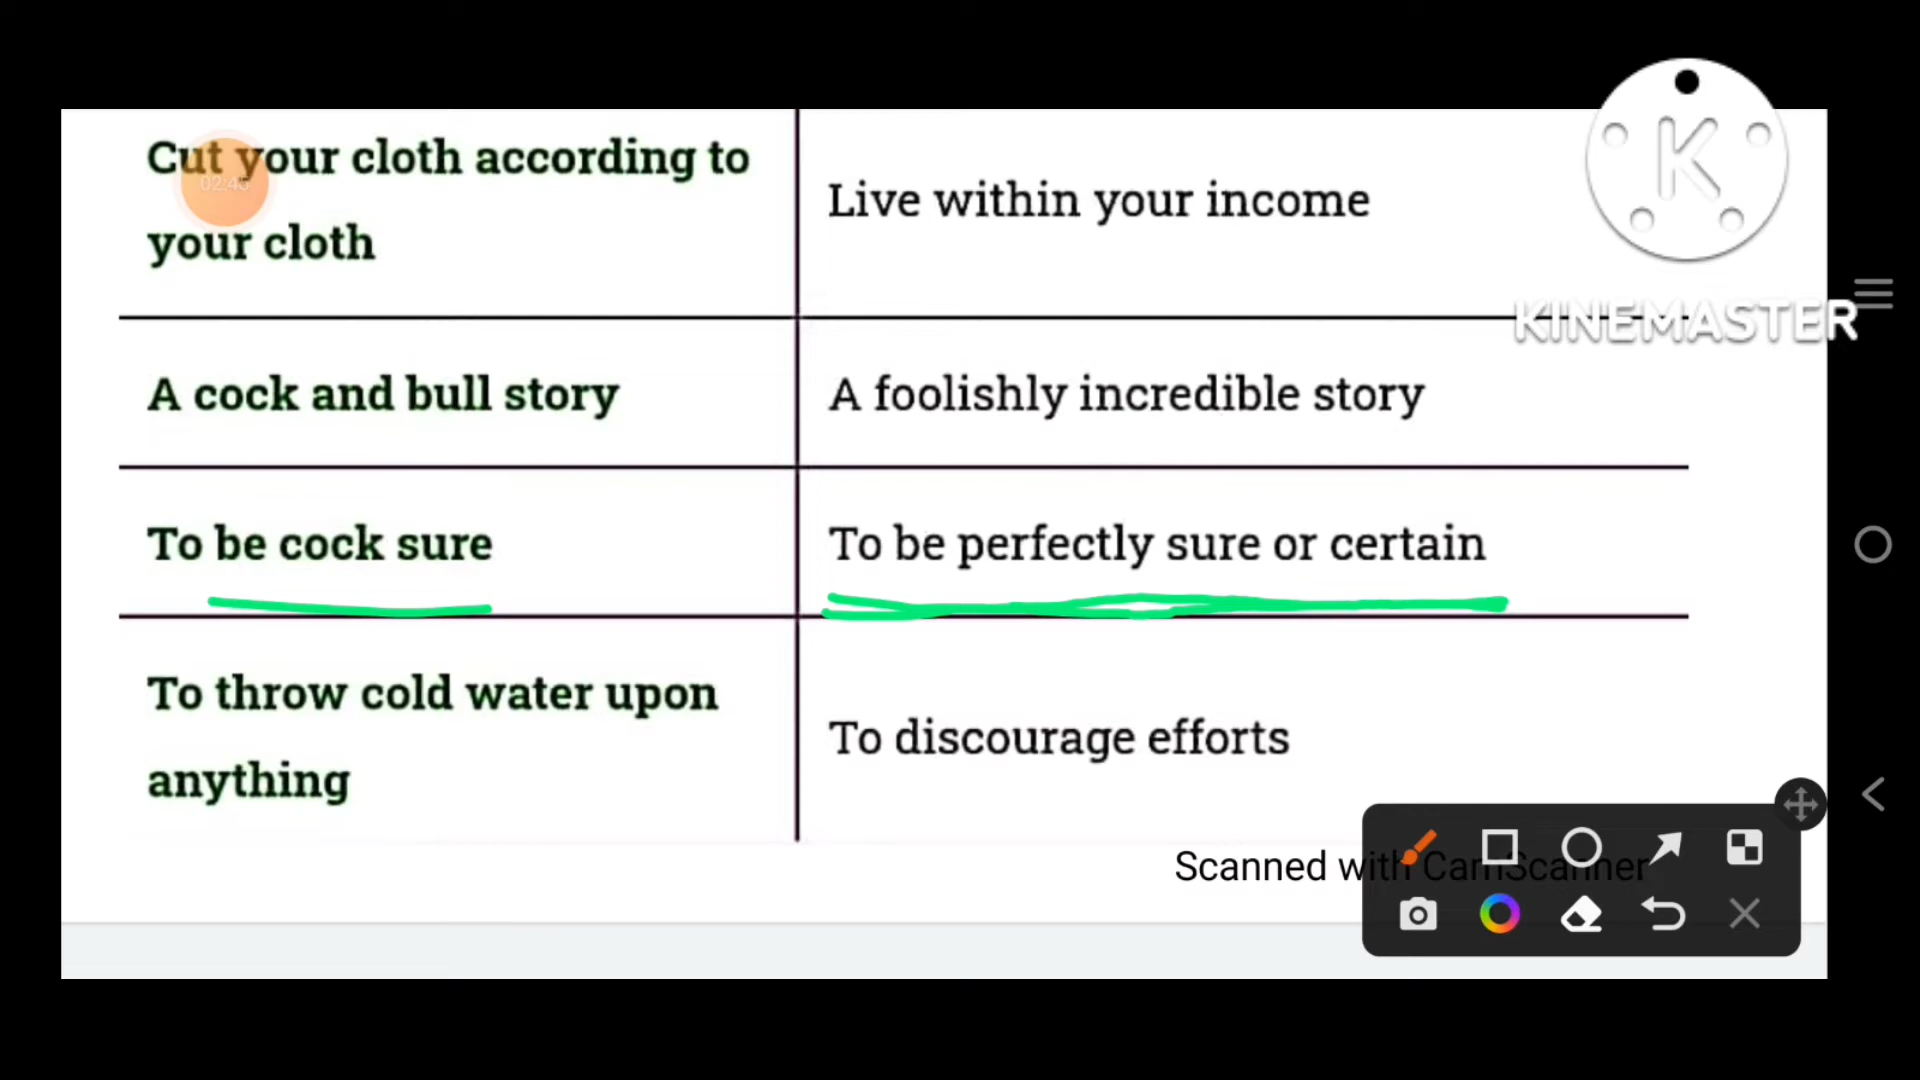 Cut your cloth according to
your cloth
Live within your income
KINEMASTER
A cock and bull story
A foolishly incredible story
To be cock sure
To be perfectly sure or certain
To throw cold water upon
anything
To discourage efforts
Scanned with CamScanner